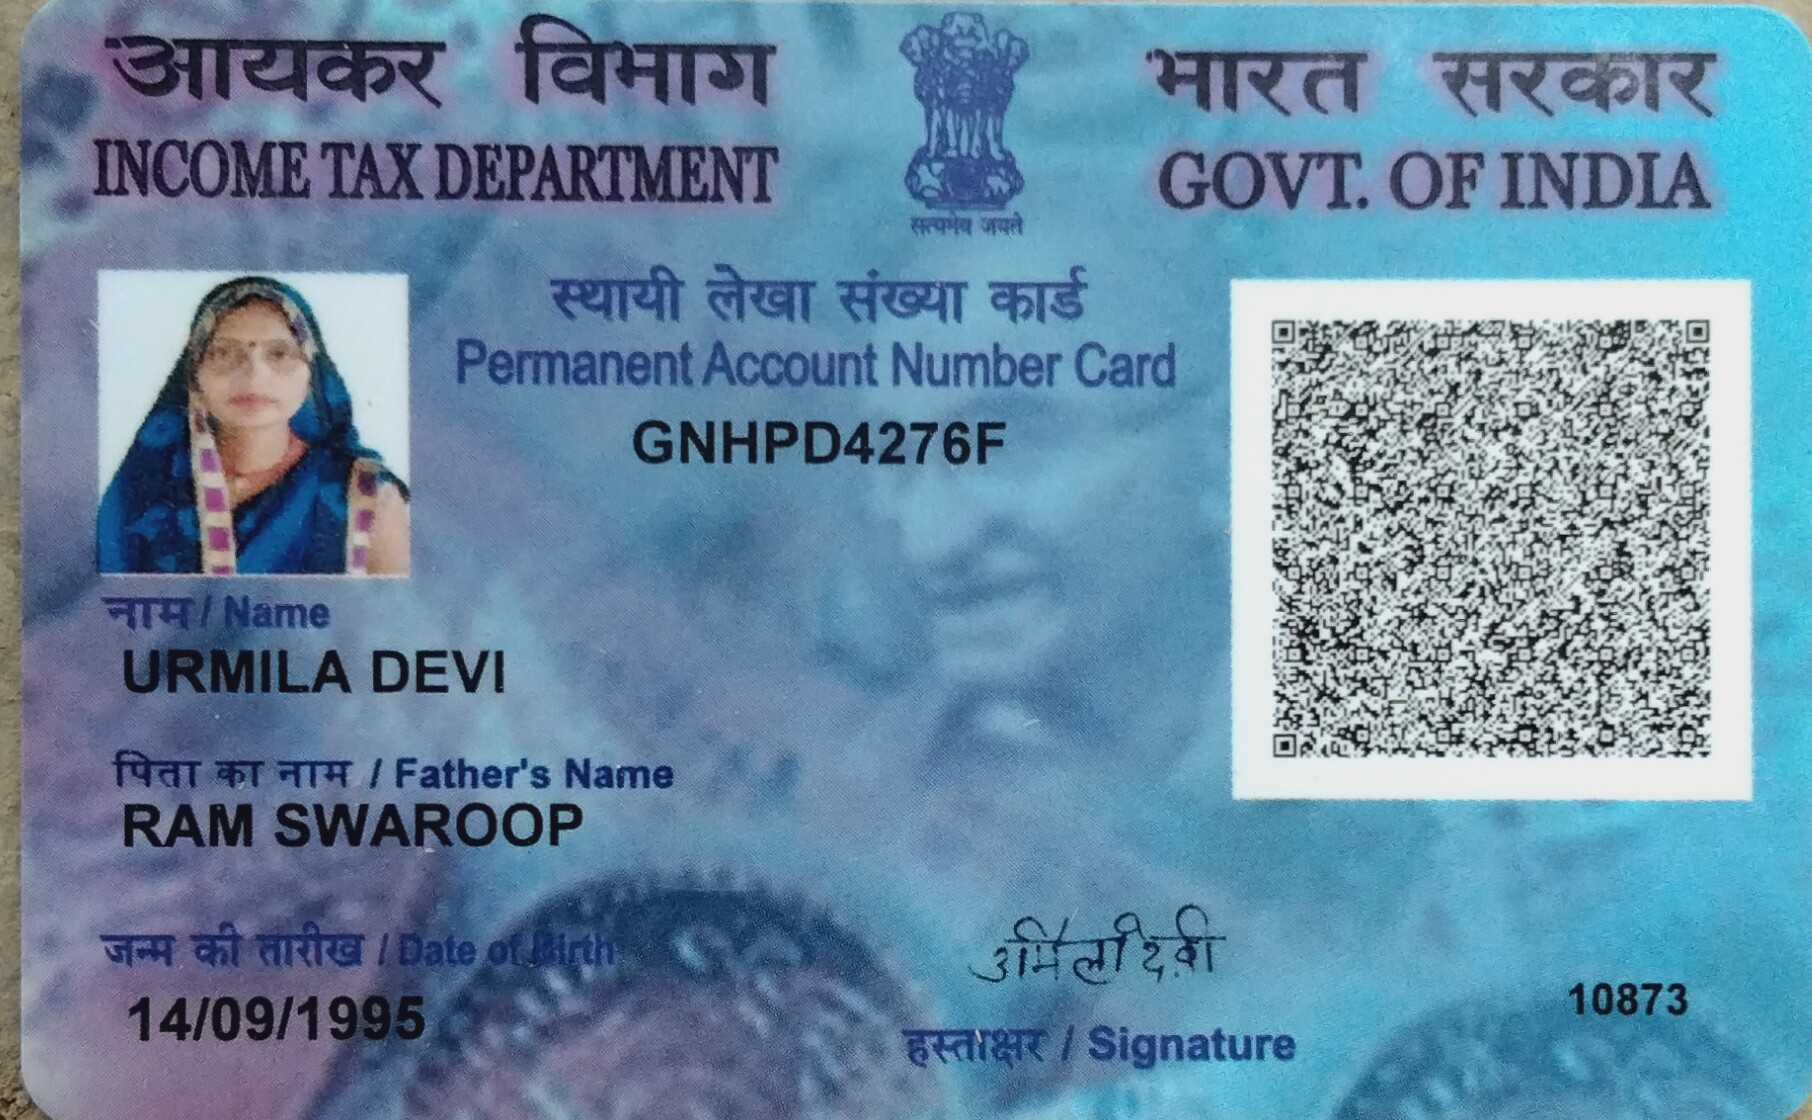 आयकर विभाग
INCOME TAX DEPARTMENT
सत्यमेव जयते
भारत सरकार
GOVT. OF INDIA
स्थायी लेखा संख्या कार्ड
Permanent Account Number Card
GNHPD4276F
नाम / Name
URMILA DEVI
पिता का नाम / Father's Name
RAM SWAROOP
जन्म की तारीख / Date of Birth
14/09/1995
उर्मिला देवी
हस्ताक्षर / Signature
10873